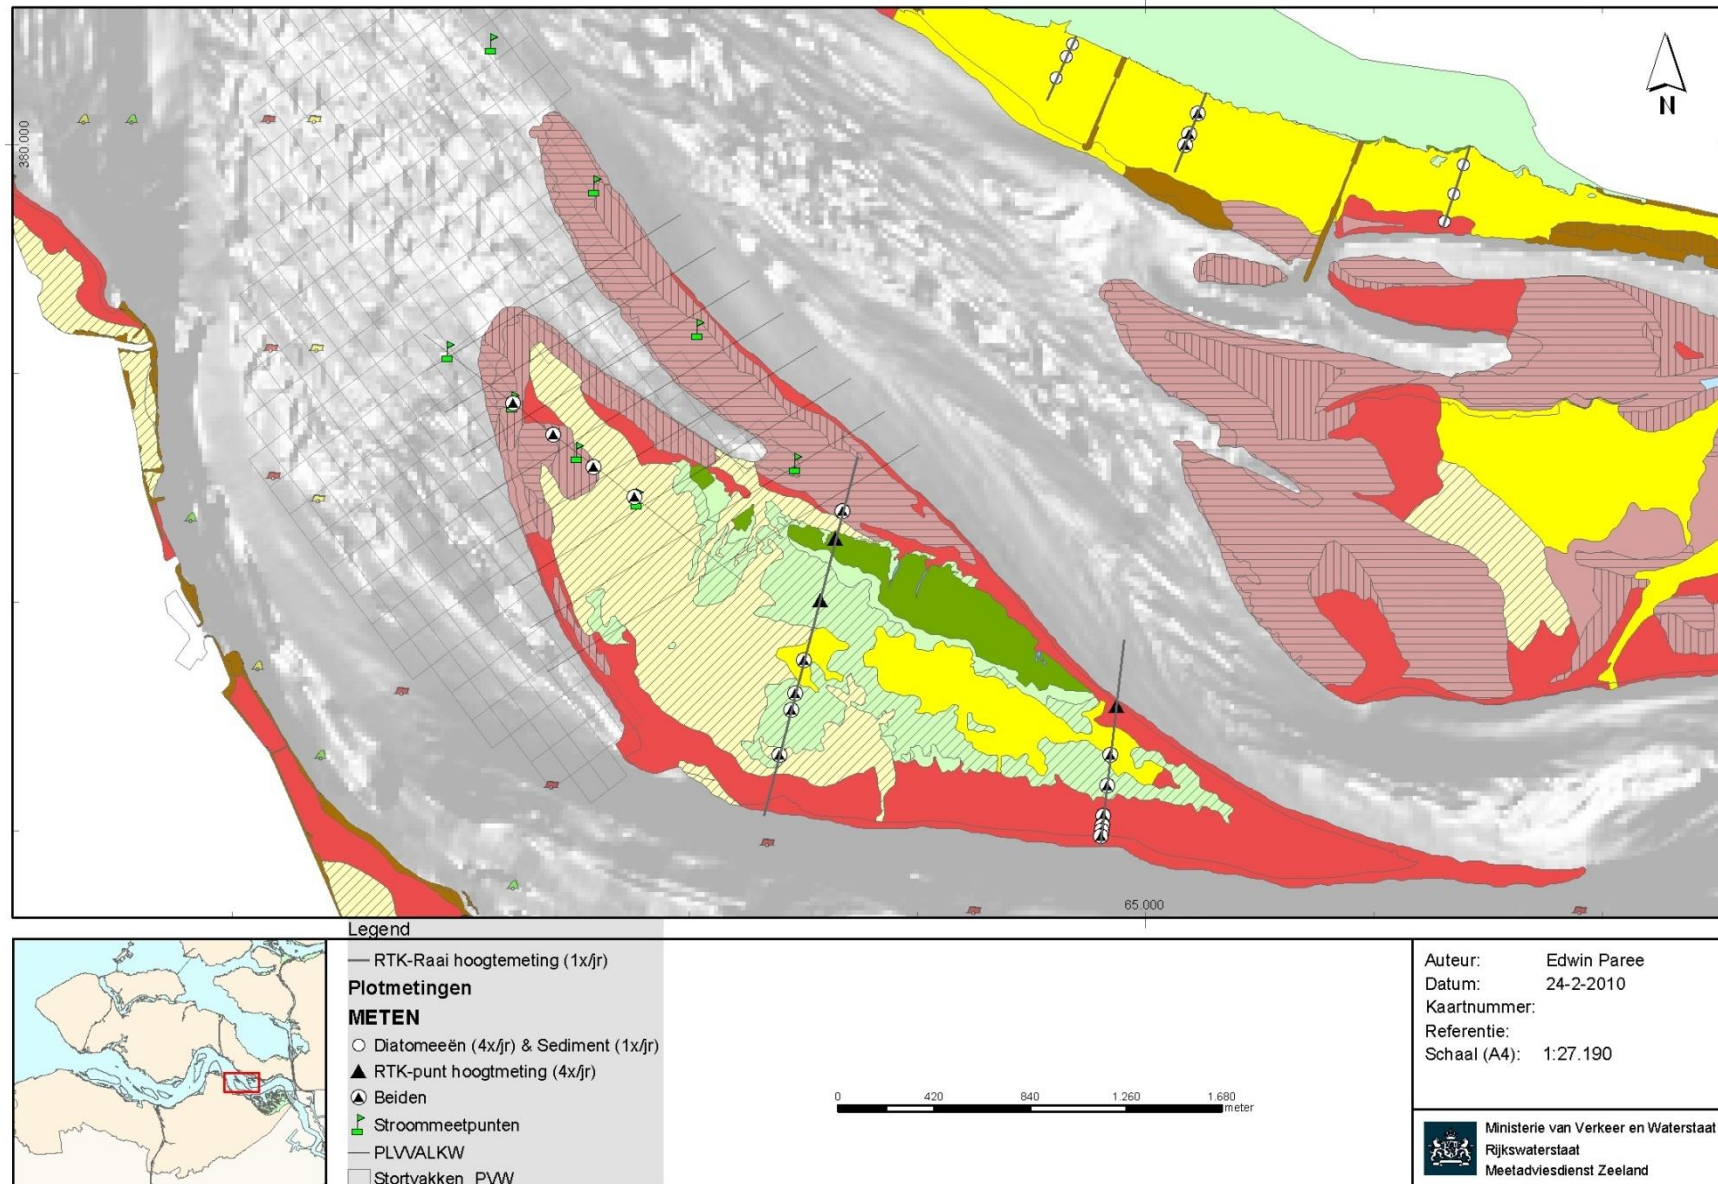 380.000
N
65.000
Legend
RTK-Raai hoogtemeting (1x/jr)
Plotmetingen
METEN
Diatomeeën (4x/jr) & Sediment (1x/jr)
RTK-punt hoogtmeting (4x/jr)
Beiden
Stroommeetpunten
PLVVALKW
Stortvakken_PVW
0 420 840 1.260 1.680
meter
Auteur: Edwin Paree
Datum: 24-2-2010
Kaartnummer:
Referentie:
Schaal (A4): 1:27.190
Ministerie van Verkeer en Waterstaat
Rijkswaterstaat
Meetadviesdienst Zeeland